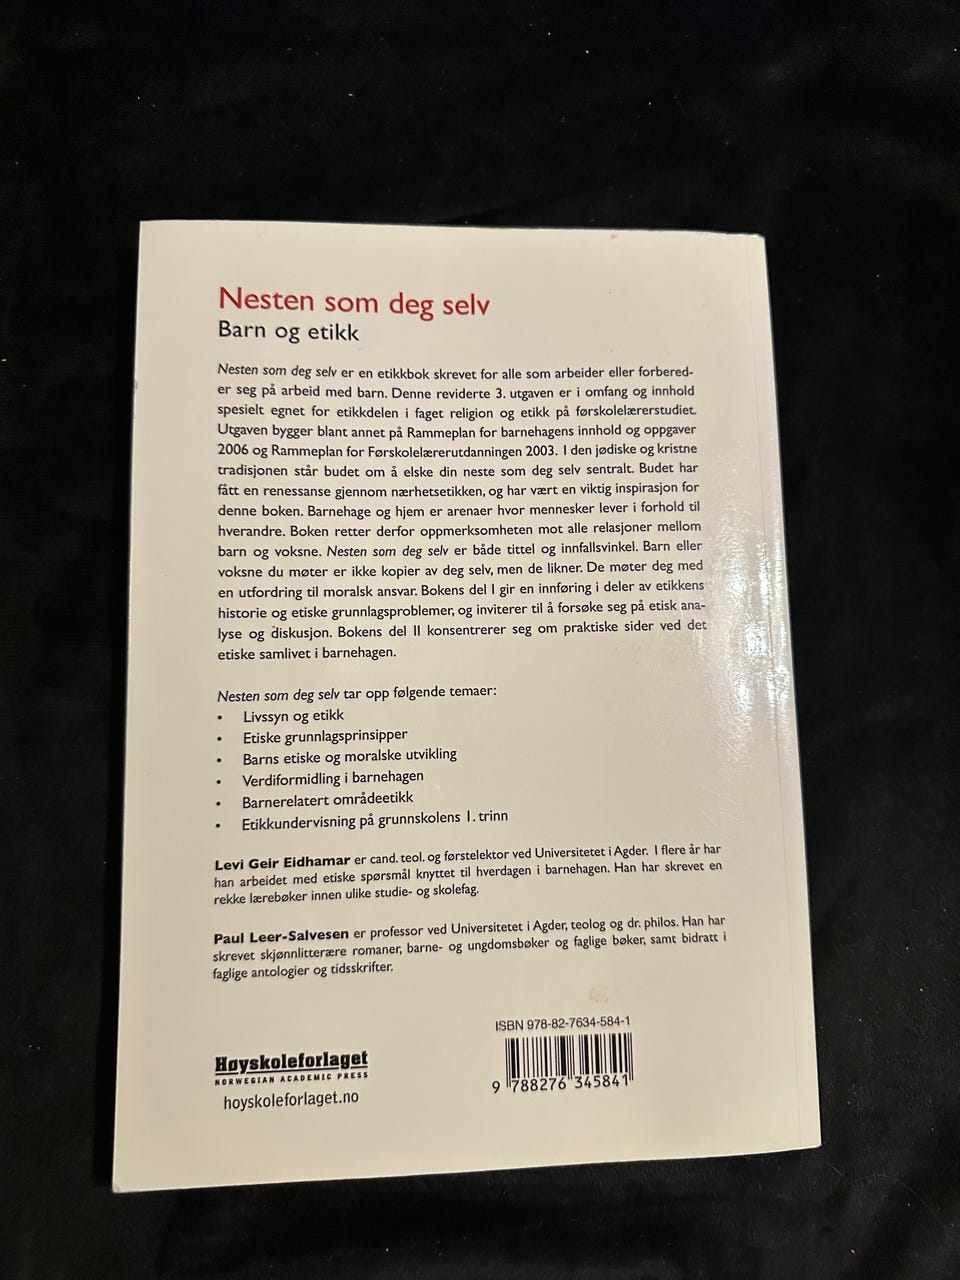 Nesten som deg selv
Barn og etikk
Nesten som deg selv er en etikkbok skrevet for alle som arbeider eller forbered-
er seg på arbeid med barn. Denne reviderte 3. utgaven er i omfang og innhold
spesielt egnet for etikkdelen i faget religion og etikk på førskolelærerstudiet.
Utgaven bygger blant annet på Rammeplan for barnehagens innhold og oppgaver
2006 og Rammeplan for Førskolelærerutdanningen 2003. I den jødiske og kristne
tradisjonen står budet om å elske din neste som deg selv sentralt. Budet har
fått en renessanse gjennom nærhetsetikken, og har vært en viktig inspirasjon for
denne boken. Barnehage og hjem er arenaer hvor mennesker lever i forhold til
hverandre. Boken retter derfor oppmerksomheten mot alle relasjoner mellom
barn og voksne. Nesten som deg selv er både tittel og innfallsvinkel. Barn eller
voksne du møter er ikke kopier av deg selv, men de likner. De møter deg med
en utfordring til moralsk ansvar. Bokens del I gir en innføring i deler av etikkens
historie og etiske grunnlagsproblemer, og inviterer til å forsøke seg på etisk ana-
lyse og diskusjon. Bokens del II konsentrerer seg om praktiske sider ved det
etiske samlivet i barnehagen.
Nesten som deg selv tar opp følgende temaer:
• Livssyn og etikk
• Etiske grunnlagsprinsipper
• Barns etiske og moralske utvikling
• Verdiformidling i barnehagen
• Barnerelatert områdeetikk
• Etikkundervisning på grunnskolens 1. trinn
Levi Geir Eidhamar er cand. teol. og førstelektor ved Universitetet i Agder. I flere år har
han arbeidet med etiske spørsmål knyttet til hverdagen i barnehagen. Han har skrevet en
rekke lærebøker innen ulike studie- og skolefag.
Paul Leer-Salvesen er professor ved Universitetet i Agder, teolog og dr. philos. Han har
skrevet skjønnlitterære romaner, barne- og ungdomsbøker og faglige bøker, samt bidratt i
faglige antologier og tidsskrifter.
ISBN 978-82-7634-584-1
9 788276 345841
Høyskoleforlaget
NORWEGIAN ACADEMIC PRESS
hoyskoleforlaget.no